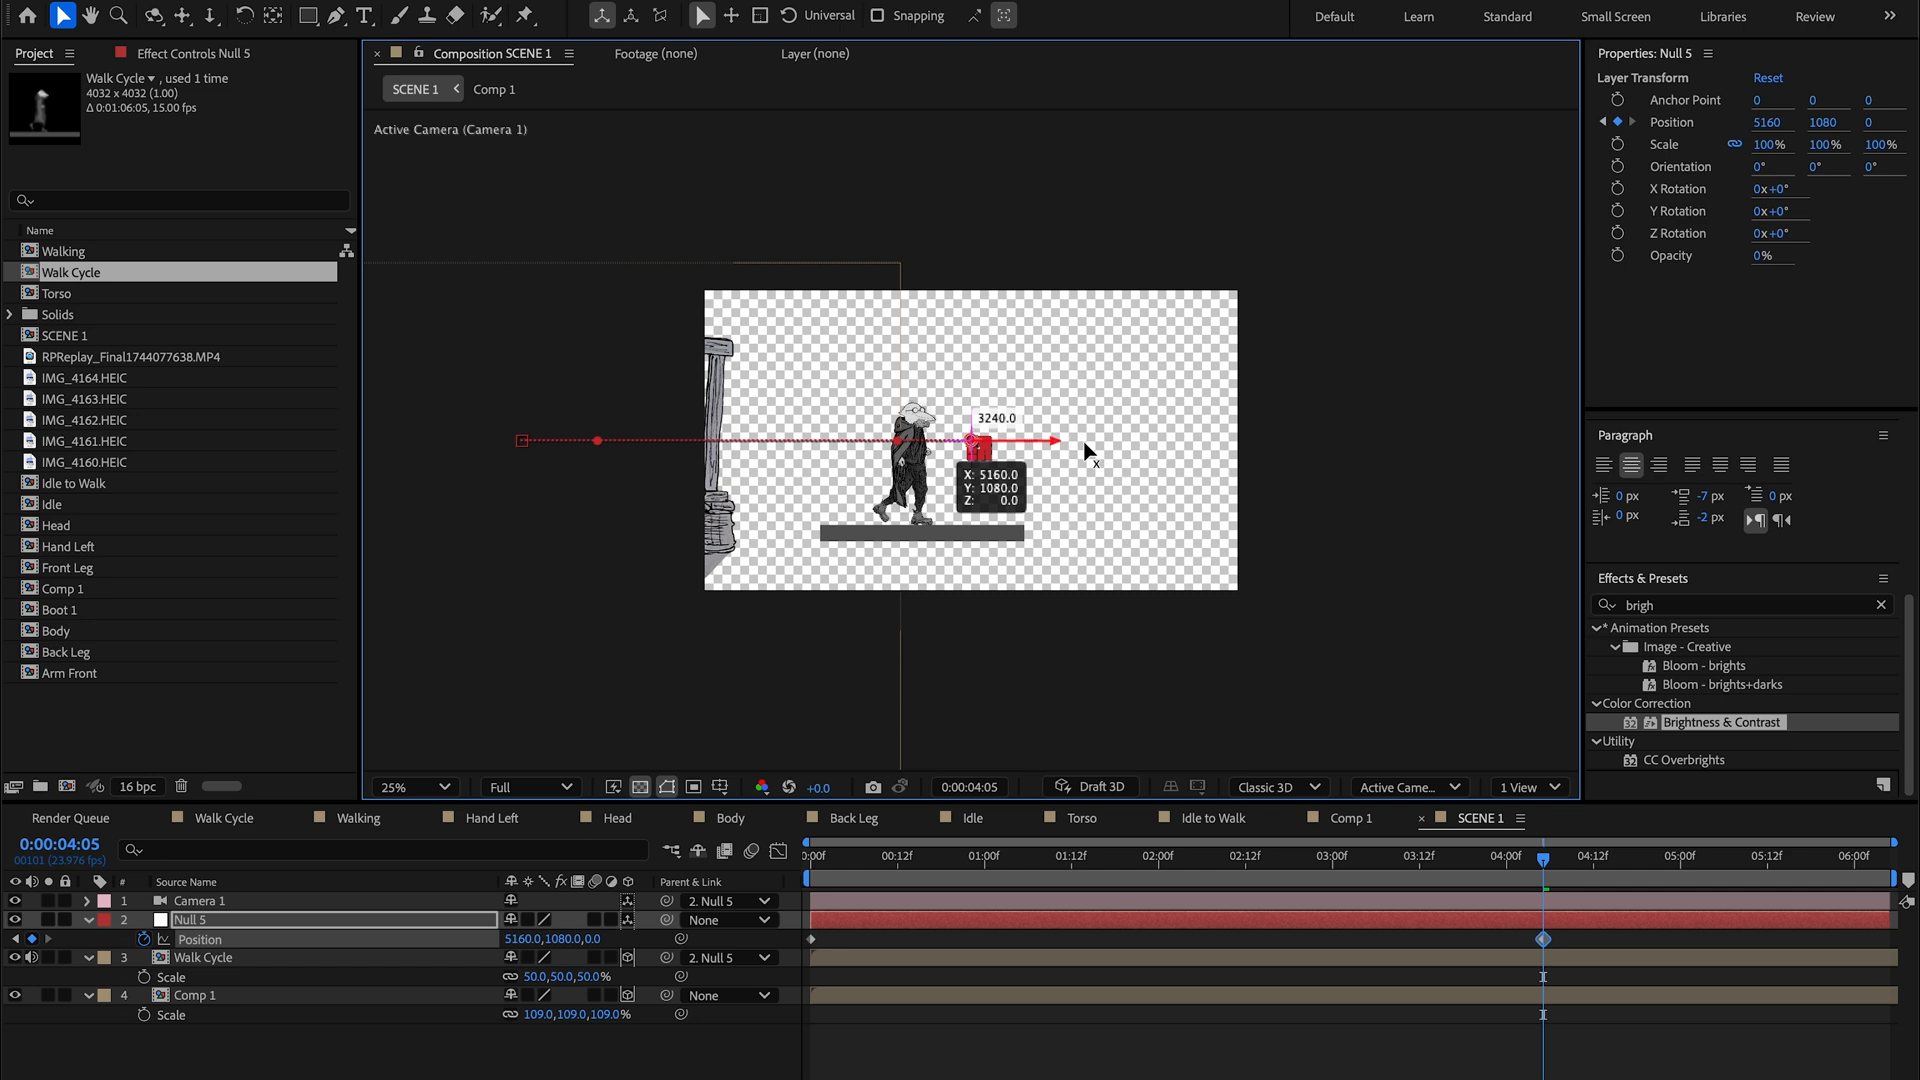 Universal
Snapping
Default
Learn
Standard
Small Screen
Libraries
Review
Project
Effect Controls Null 5
Walk Cycle▾ , used 1 time
4032 x 4032 (1.00)
Δ 0:01:06:05, 15.00 fps
Name
Walking
Walk Cycle
Torso
Solids
SCENE 1
RPReplay_Final1744077638.MP4
IMG_4164.HEIC
IMG_4163.HEIC
IMG_4162.HEIC
IMG_4161.HEIC
IMG_4160.HEIC
Idle to Walk
Idle
Head
Hand Left
Front Leg
Comp 1
Boot 1
Body
Back Leg
Arm Front
16 bpc
Composition SCENE 1
Footage (none)
Layer (none)
SCENE 1
Comp 1
Active Camera (Camera 1)
3240.0
X: 5160.0
Y: 1080.0
Z: 0.0
x
25%
Full
+0.0
0:00:04:05
Draft 3D
Classic 3D
Active Came...
1 View
Properties: Null 5
Layer Transform Reset
Anchor Point 0 0 0
Position 5160 1080 0
Scale 100% 100% 100%
Orientation 0° 0° 0°
X Rotation 0x+0°
Y Rotation 0x+0°
Z Rotation 0x+0°
Opacity 0%
Paragraph
0 px -7 px 0 px
0 px -2 px
Effects & Presets
brigh
* Animation Presets
Image - Creative
Bloom - brights
Bloom - brights+darks
Color Correction
32 Brightness & Contrast
Utility
32 CC Overbrights
Render Queue
Walk Cycle
Walking
Hand Left
Head
Body
Back Leg
Idle
Torso
Idle to Walk
Comp 1
SCENE 1
0:00:04:05
00101 (23.976 fps)
# Source Name fx Parent & Link
1 Camera 1 2. Null 5
2 Null 5 None
Position 5160.0,1080.0,0.0
3 Walk Cycle 2. Null 5
Scale 50.0,50.0,50.0%
4 Comp 1 None
Scale 109.0,109.0,109.0%
):00f 00:12f 01:00f 01:12f 02:00f 02:12f 03:00f 03:12f 04:00f 04:12f 05:00f 05:12f 06:00f